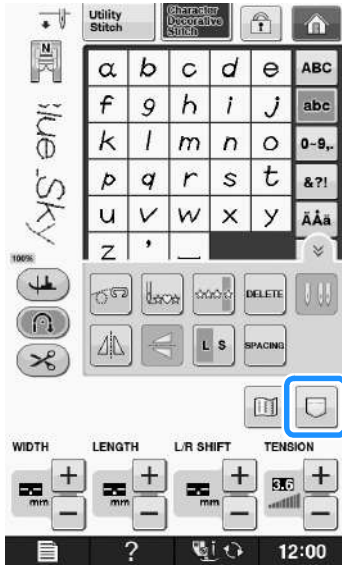 Utility
Stitch
Character
Decorative
Stitch
N
a b c d e ABC
f g h i j abc
k l m n o 0~9,.
p q r s t &?!
u v w x y ÄÅä
z ' _
lue_Sky
100%
DELETE
L S SPACING
WIDTH LENGTH L/R SHIFT TENSION
-.-- + -.-- + -.-- + 3.6 +
mm − mm − mm − −
? i 12:00